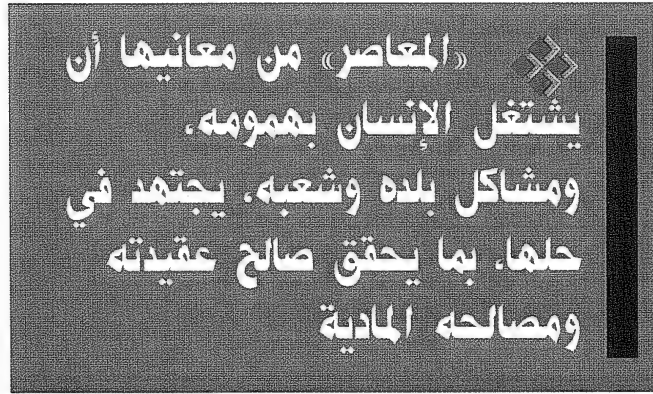 «المعاصر» من معانيها أن
يشتغل الإنسان بهمومه،
ومشاكل بلده وشعبه، يجتهد في
حلها، بما يحقق صالح عقيدته
ومصالحه المادية